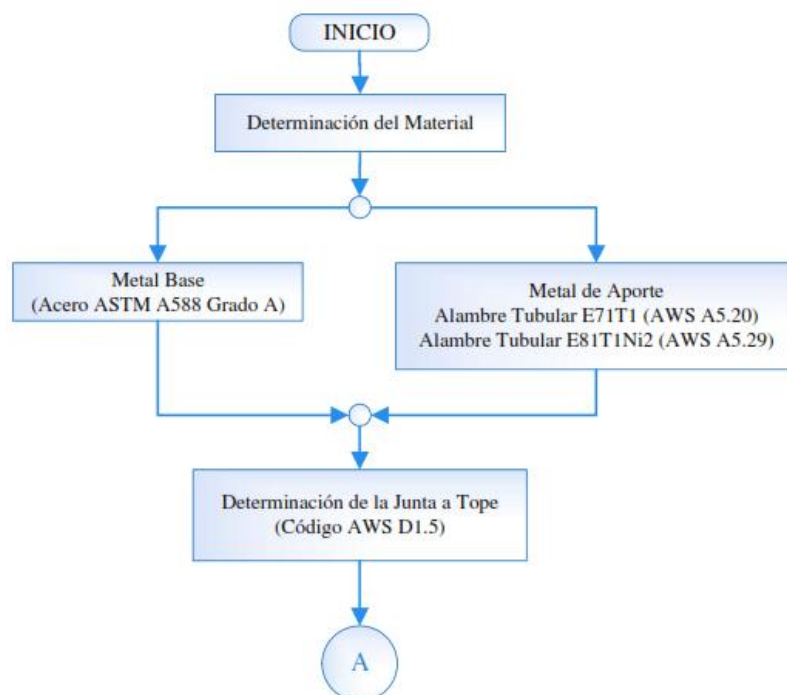 INICIO
Determinación del Material
Metal Base
(Acero ASTM A588 Grado A)
Metal de Aporte
Alambre Tubular E71T1 (AWS A5.20)
Alambre Tubular E81T1Ni2 (AWS A5.29)
Determinación de la Junta a Tope
(Código AWS D1.5)
A